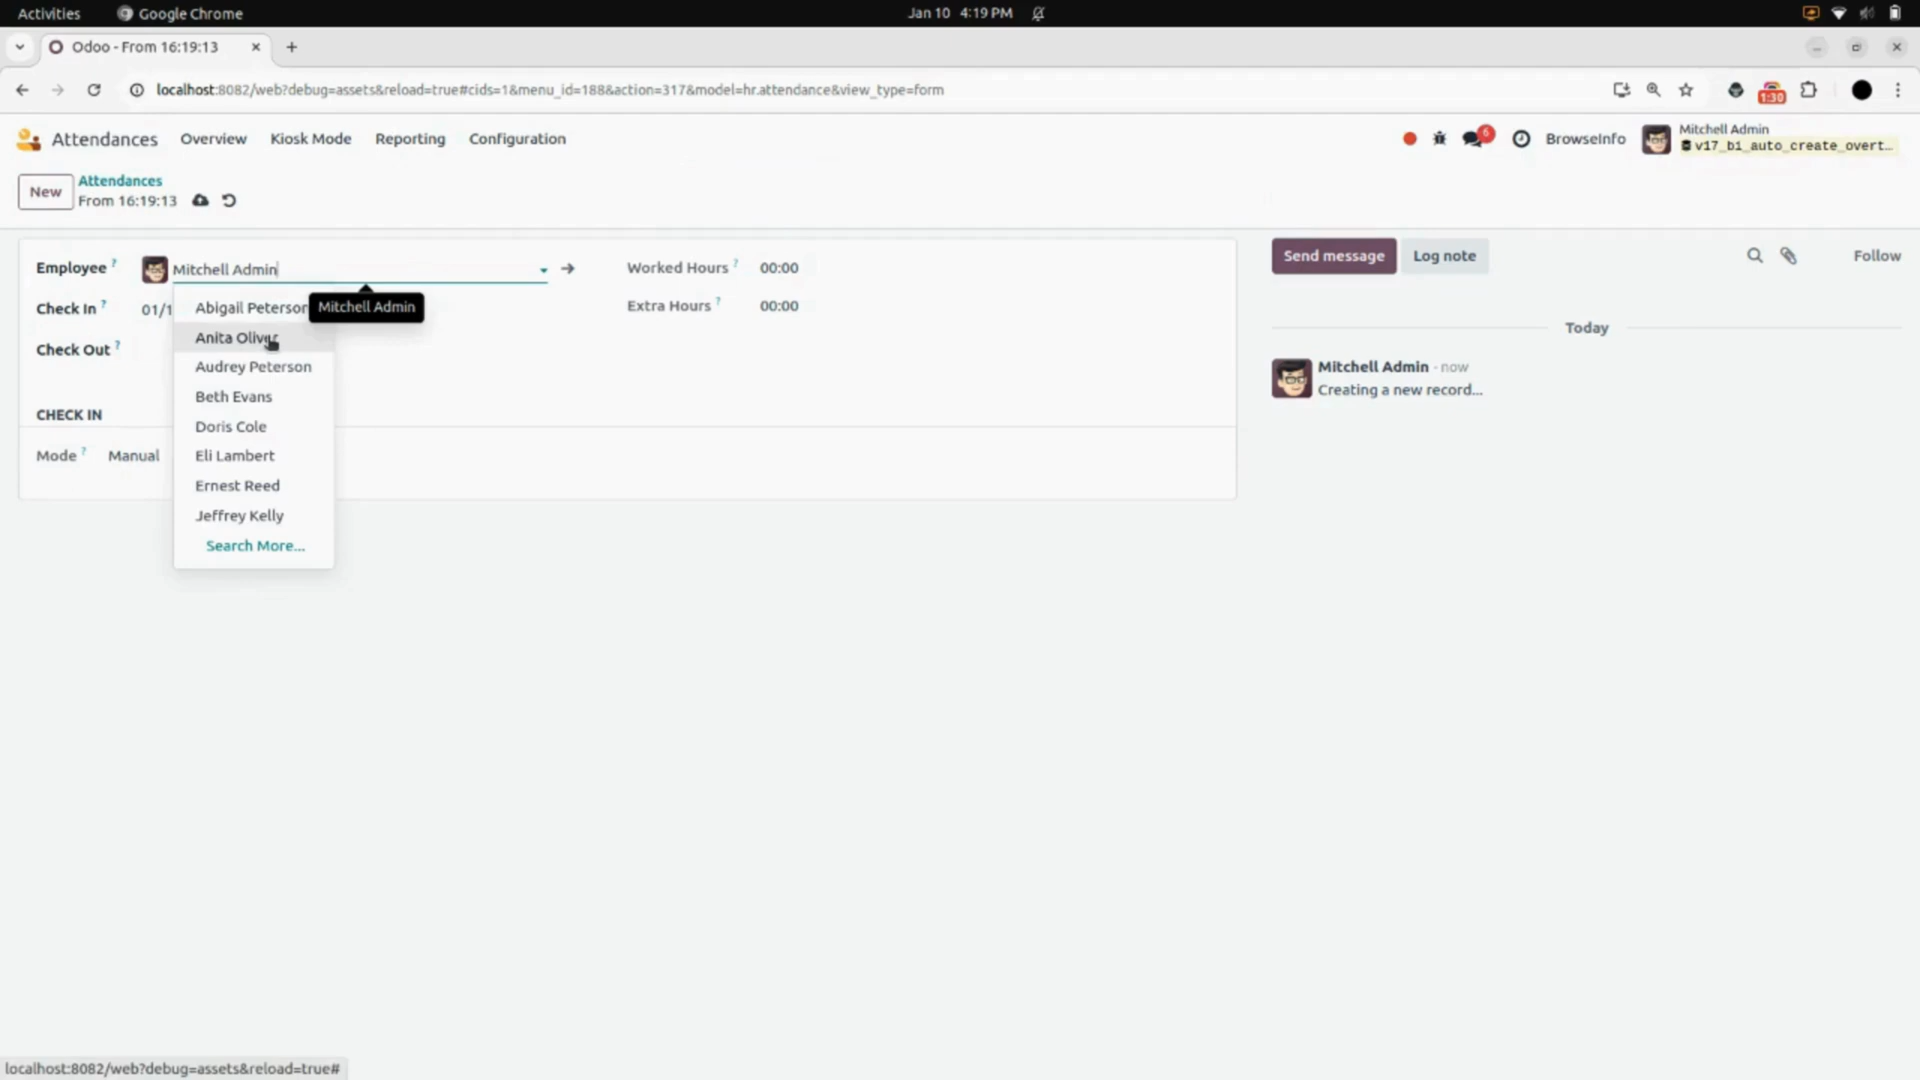 Activities Google Chrome Jan 10 4:19 PM
Odoo - From 16:19:13
localhost:8082/web?debug=assets&reload=true#cids=1&menu_id=188&action=317&model=hr.attendance&view_type=form
1:30
Attendances Overview Kiosk Mode Reporting Configuration 6 BrowseInfo Mitchell Admin
v17_bi_auto_create_overt...
New Attendances
From 16:19:13
Employee ? Mitchell Admin Worked Hours ? 00:00 Send message Log note Follow
Check In ? 01/1 Abigail Peterson Mitchell Admin Extra Hours ? 00:00
Anita Oliver Today
Check Out ?
Audrey Peterson Mitchell Admin - now
Beth Evans Creating a new record...
CHECK IN
Doris Cole
Mode ? Manual Eli Lambert
Ernest Reed
Jeffrey Kelly
Search More...
localhost:8082/web?debug=assets&reload=true#